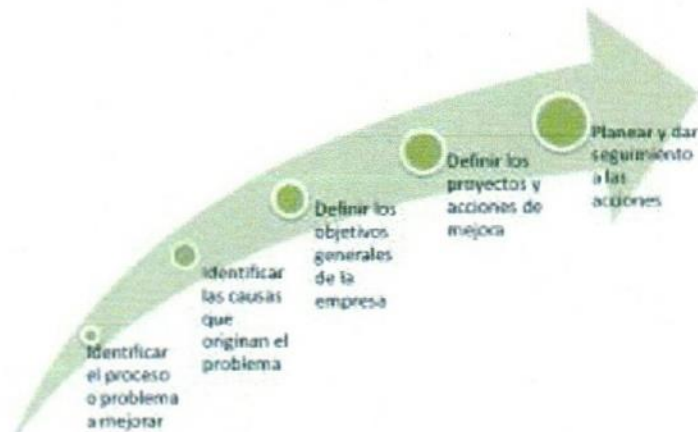 Identificar
el proceso
o problema
a mejorar
Identificar
las causas
que
originan el
problema
Definir los
objetivos
generales
de la
empresa
Definir los
proyectos y
acciones de
mejora
Planear y dar
seguimiento
a las
acciones